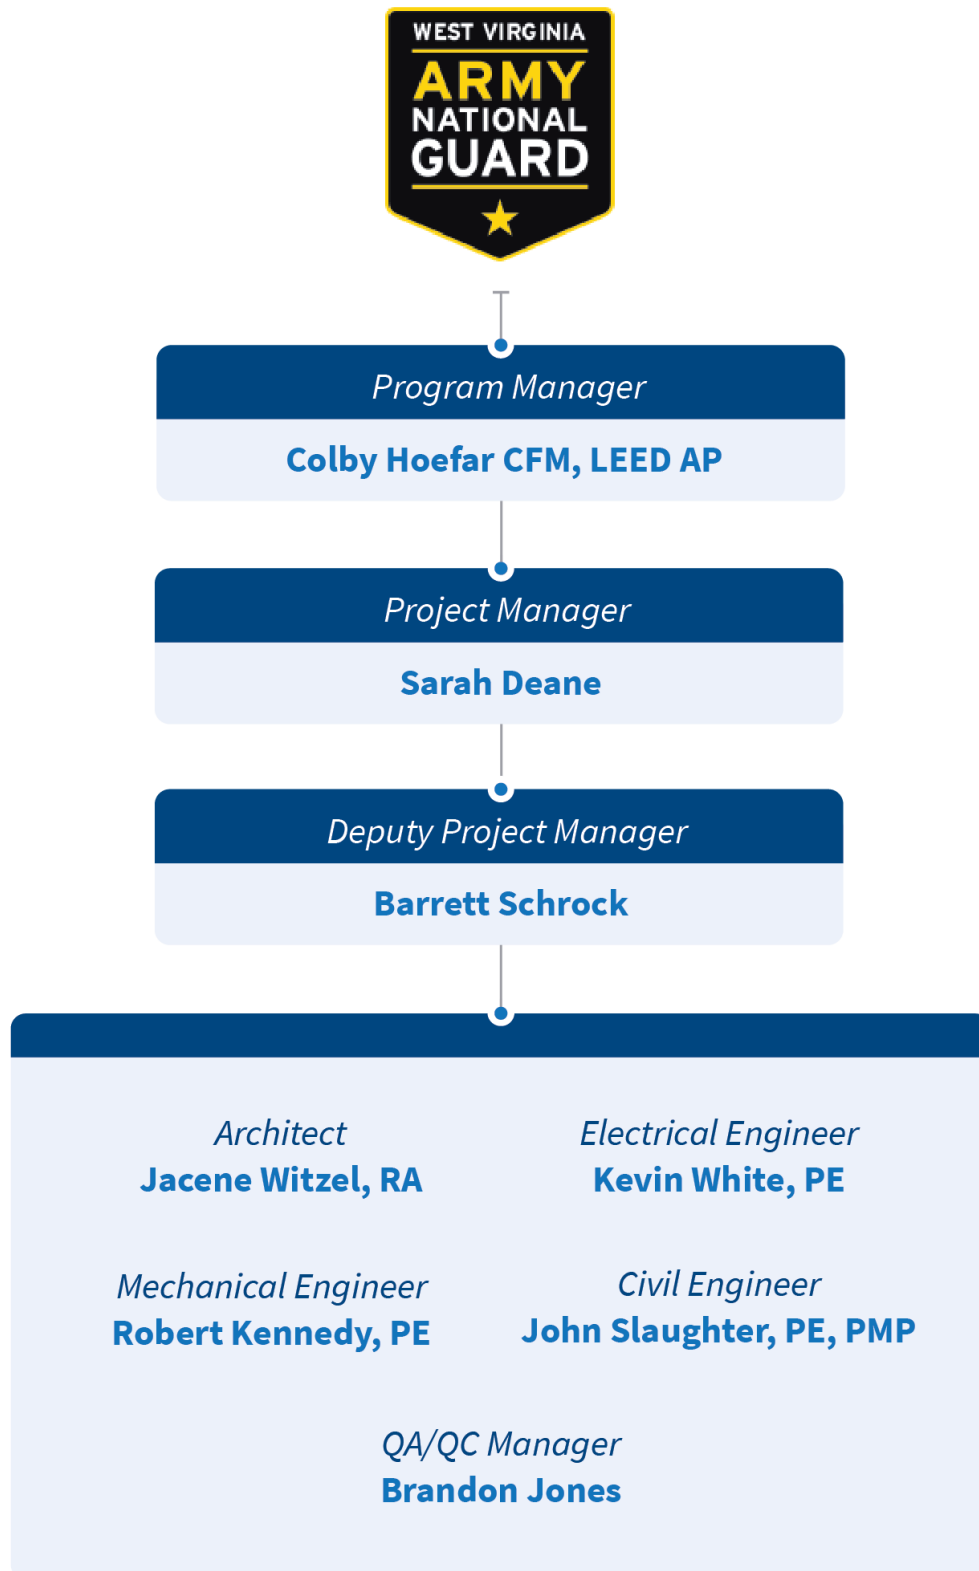 WEST VIRGINIA
ARMY
NATIONAL
GUARD
Program Manager
Colby Hoefar CFM, LEED AP
Project Manager
Sarah Deane
Deputy Project Manager
Barrett Schrock
Architect
Jacene Witzel, RA
Electrical Engineer
Kevin White, PE
Mechanical Engineer
Robert Kennedy, PE
Civil Engineer
John Slaughter, PE, PMP
QA/QC Manager
Brandon Jones